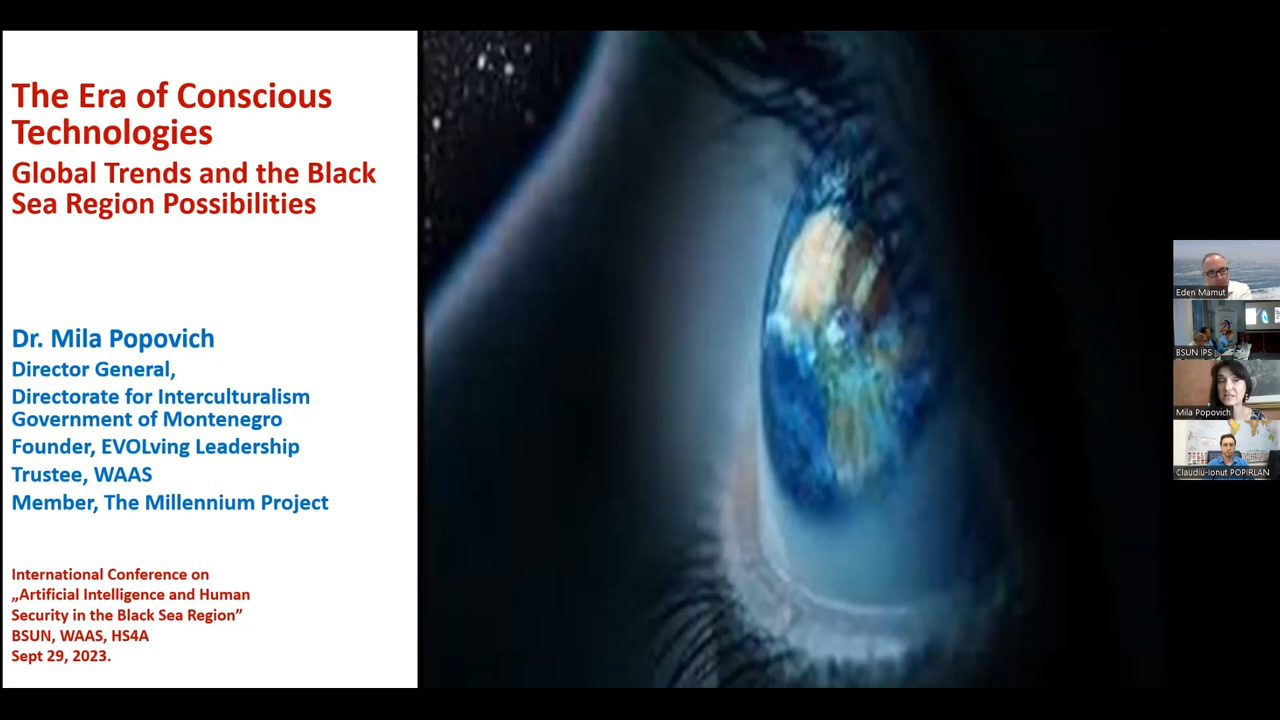 The Era of Conscious
Technologies
Global Trends and the Black
Sea Region Possibilities
Dr. Mila Popovich
Director General,
Directorate for Interculturalism
Government of Montenegro
Founder, EVOLving Leadership
Trustee, WAAS
Member, The Millennium Project
International Conference on
„Artificial Intelligence and Human
Security in the Black Sea Region”
BSUN, WAAS, HS4A
Sept 29, 2023.
Eden Mamut
BSUN IPS
Mila Popovich
Claudiu-Ionut POPIRLAN